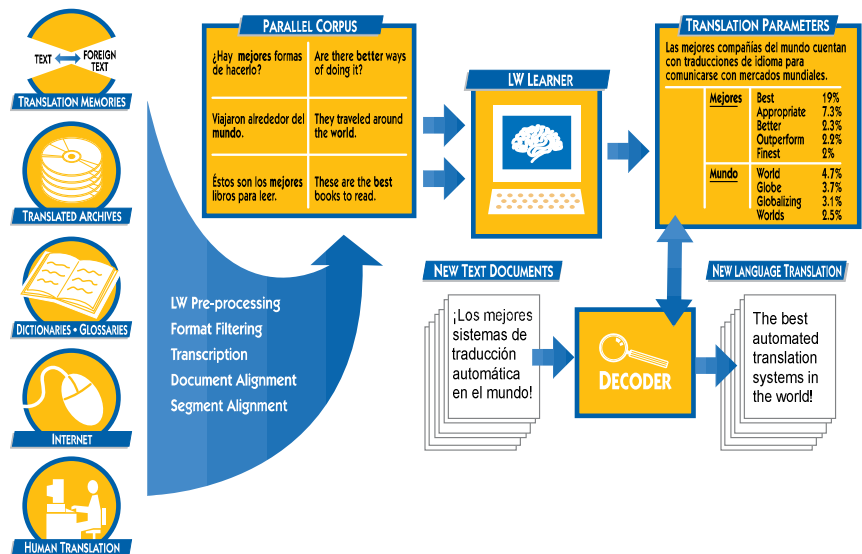 TEXT
FOREIGN
TEXT
TRANSLATION MEMORIES
TRANSLATED ARCHIVES
DICTIONARIES • GLOSSARIES
INTERNET
HUMAN TRANSLATION
LW Pre-processing
Format Filtering
Transcription
Document Alignment
Segment Alignment
PARALLEL CORPUS
¿Hay mejores formas
de hacerlo?
Are there better ways
of doing it?
Viajaron alrededor del
mundo.
They traveled around
the world.
Éstos son los mejores
libros para leer.
These are the best
books to read.
LW LEARNER
TRANSLATION PARAMETERS
Las mejores compañías del mundo cuentan
con traducciones de idioma para
comunicarse con mercados mundiales.
Mejores Best 19%
Appropriate 7.3%
Better 2.3%
Outperform 2.9%
Finest 2%
Mundo World 4.7%
Globe 3.7%
Globalizing 3.1%
Worlds 2.5%
NEW TEXT DOCUMENTS
¡Los mejores
sistemas de
traducción
automática
en el mundo!
DECODER
NEW LANGUAGE TRANSLATION
The best
automated
translation
systems in
the world!